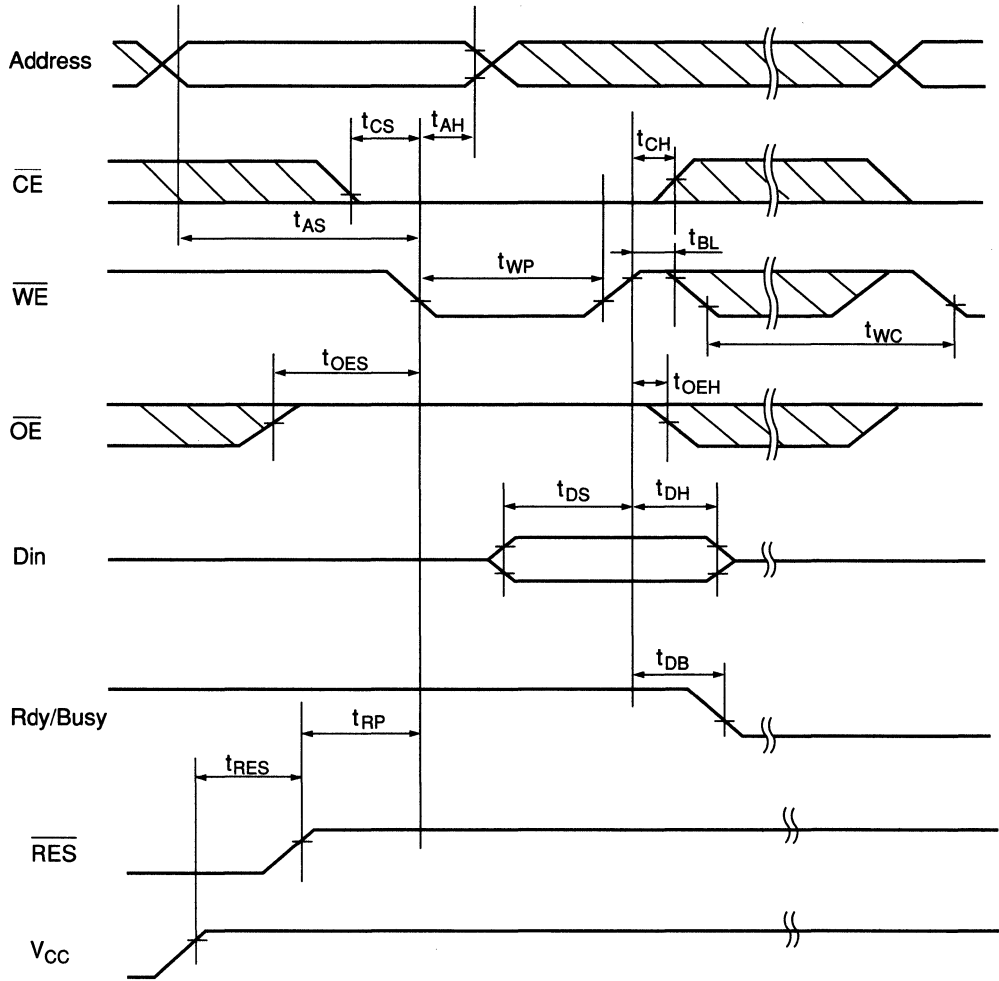 Address
tCS
tAH
tCH
CE
tAS
tBL
tWP
WE
tWC
tOES
tOEH
OE
tDS
tDH
Din
tDB
Rdy/Busy
tRP
tRES
RES
VCC